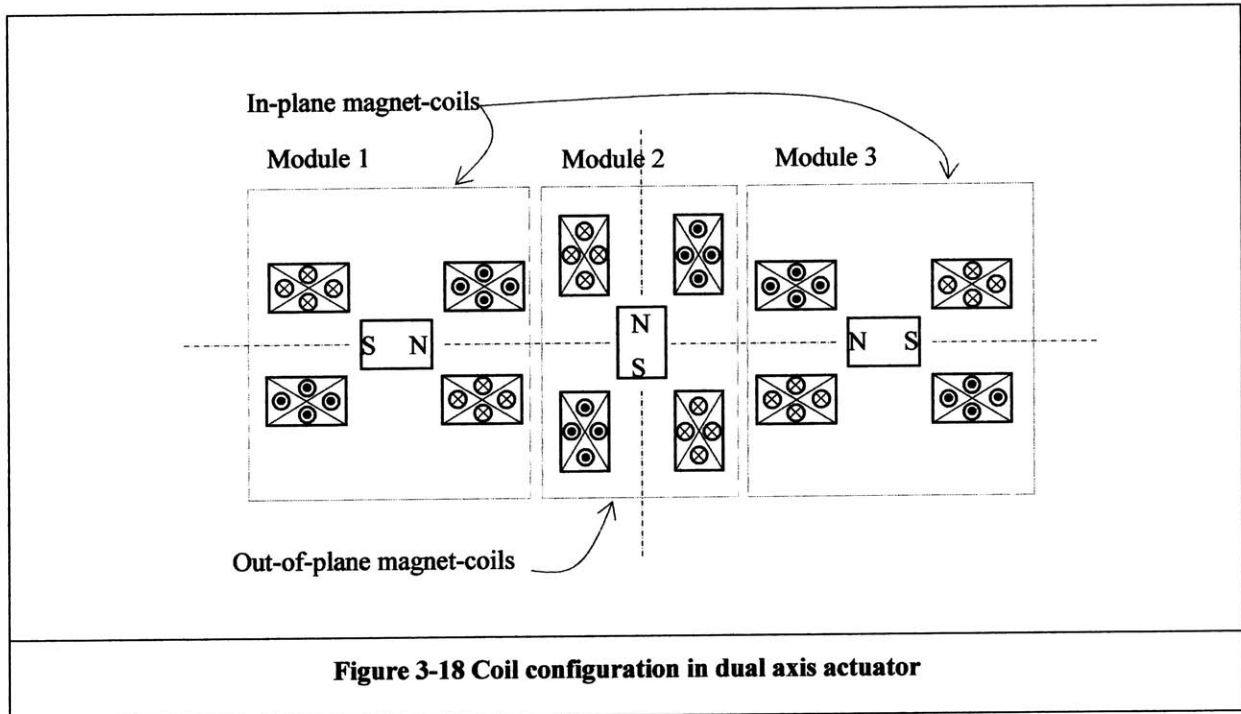 In-plane magnet-coils
Module 1
Module 2
Module 3
S N
N
S
N S
Out-of-plane magnet-coils
Figure 3-18 Coil configuration in dual axis actuator